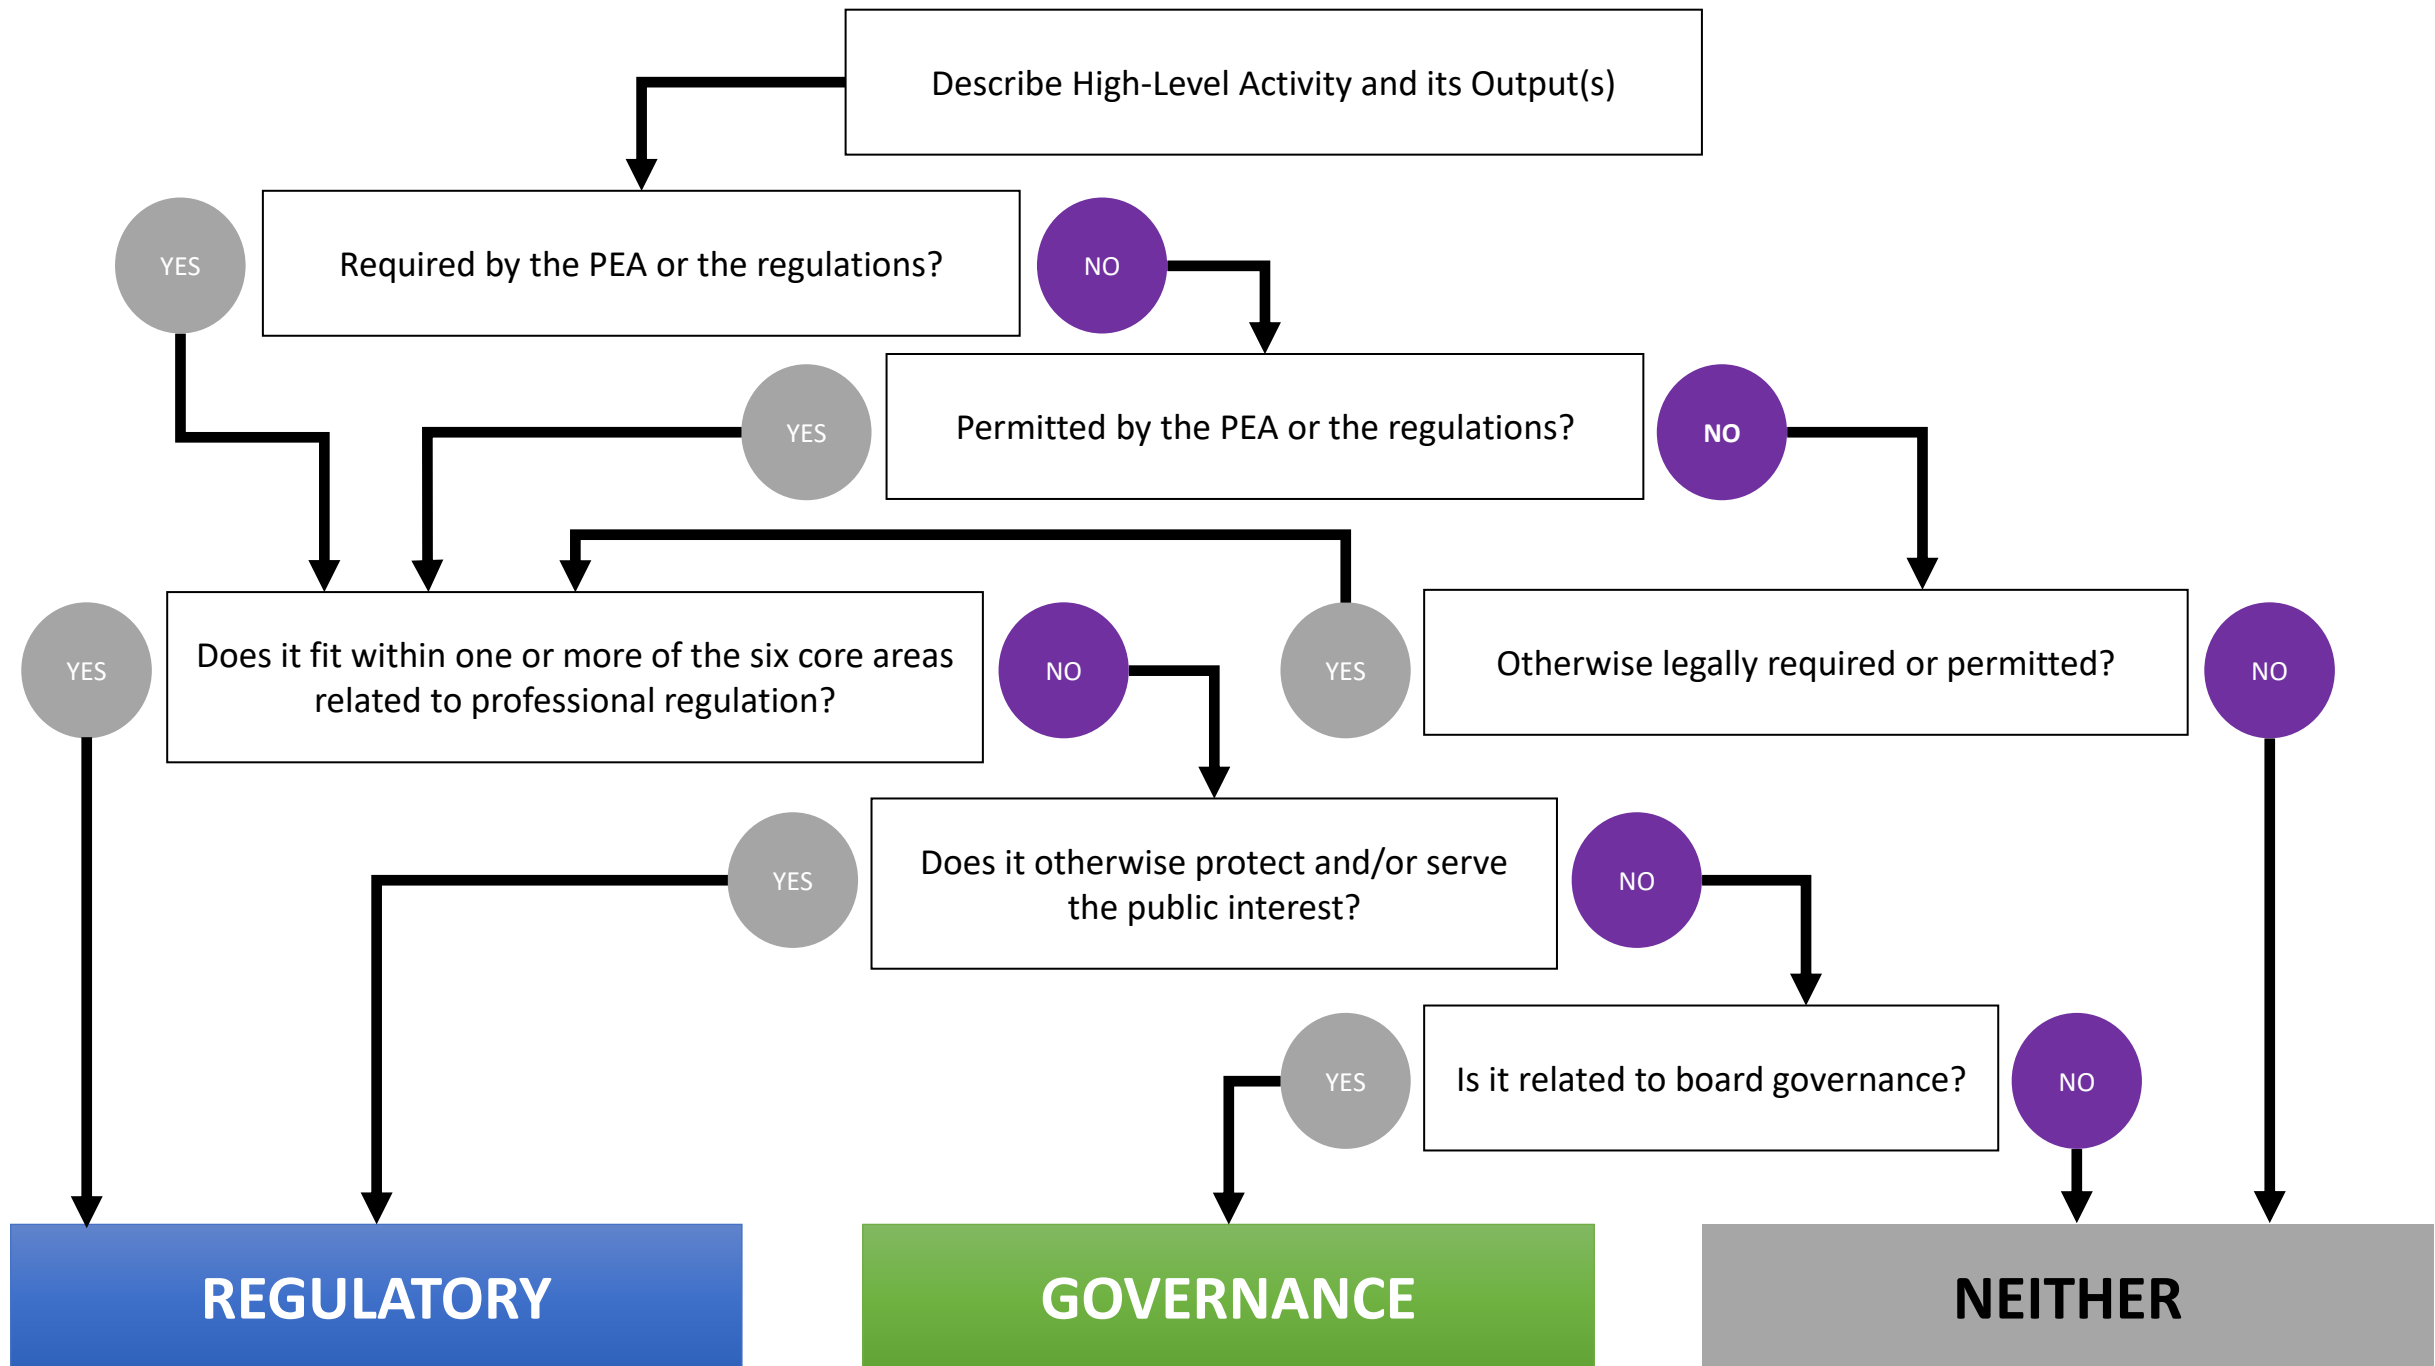 Describe High-Level Activity and its Output(s)
YES
Required by the PEA or the regulations?
NO
YES
Permitted by the PEA or the regulations?
NO
YES
Does it fit within one or more of the six core areas
related to professional regulation?
NO
YES
Otherwise legally required or permitted?
NO
YES
Does it otherwise protect and/or serve
the public interest?
NO
YES
Is it related to board governance?
NO
REGULATORY
GOVERNANCE
NEITHER